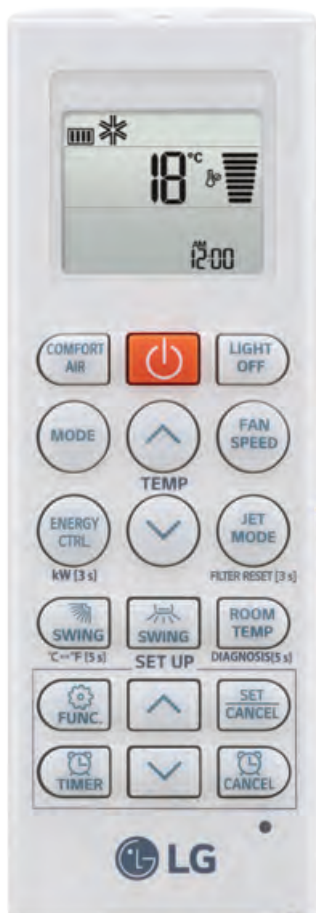 18°C
AM
12:00
COMFORT
AIR
LIGHT
OFF
MODE
FAN
SPEED
TEMP
ENERGY
CTRL.
JET
MODE
kW [3 s]
FILTER RESET [3 s]
SWING
SWING
ROOM
TEMP
°C↔°F [5 s]
SET UP
DIAGNOSIS[5 s]
FUNC.
SET
CANCEL
TIMER
CANCEL
LG